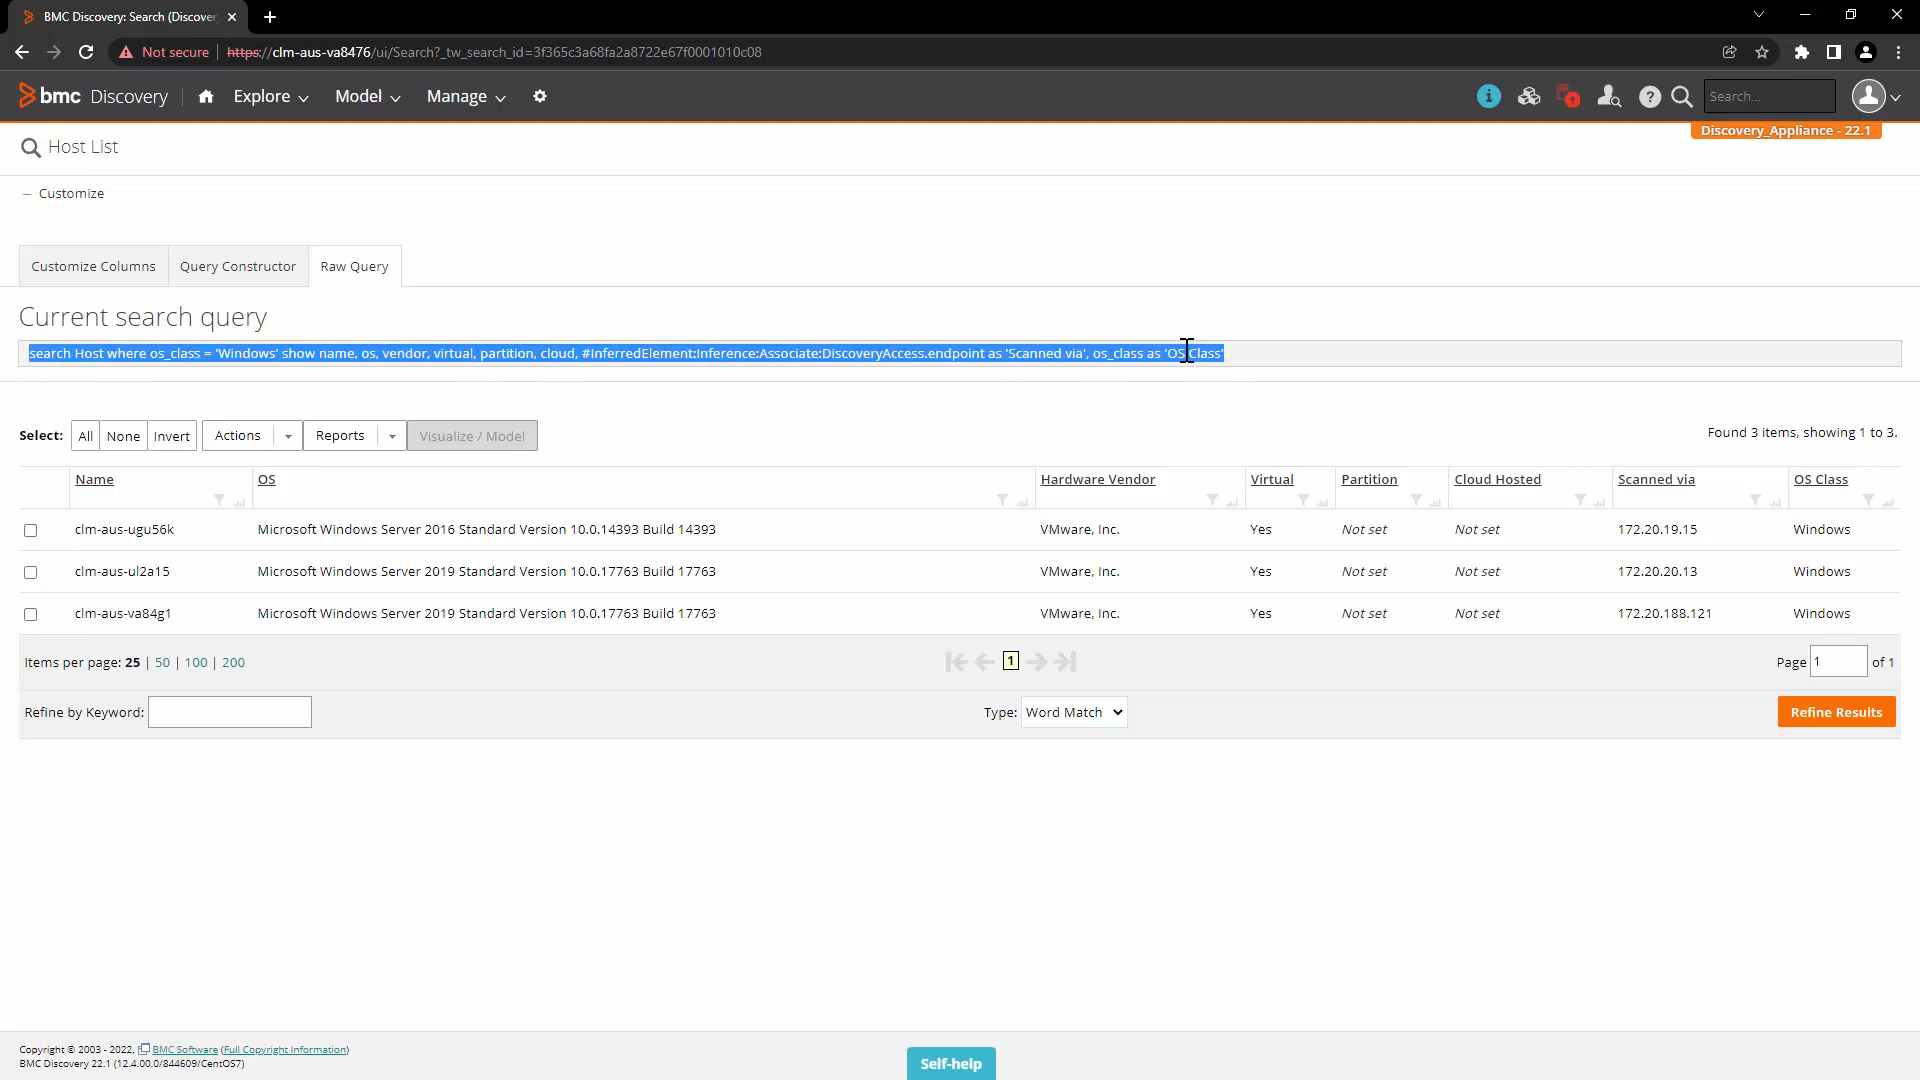 BMC Discovery: Search (Discover
Not secure | https://clm-aus-va8476/ui/Search?_tw_search_id=3f365c3a68fa2a8722e67f0001010c08
bmc Discovery Explore Model Manage Search...
Discovery_Appliance - 22.1
Host List
Customize
Customize Columns Query Constructor Raw Query
Current search query
search Host where os_class = 'Windows' show name, os, vendor, virtual, partition, cloud, #InferredElement:Inference:Associate:DiscoveryAccess.endpoint as 'Scanned via', os_class as 'OS Class'
Select: All None Invert Actions Reports Visualize / Model Found 3 items, showing 1 to 3.
Name OS Hardware Vendor Virtual Partition Cloud Hosted Scanned via OS Class
clm-aus-ugu56k Microsoft Windows Server 2016 Standard Version 10.0.14393 Build 14393 VMware, Inc. Yes Not set Not set 172.20.19.15 Windows
clm-aus-ul2a15 Microsoft Windows Server 2019 Standard Version 10.0.17763 Build 17763 VMware, Inc. Yes Not set Not set 172.20.20.13 Windows
clm-aus-va84g1 Microsoft Windows Server 2019 Standard Version 10.0.17763 Build 17763 VMware, Inc. Yes Not set Not set 172.20.188.121 Windows
Items per page: 25 | 50 | 100 | 200 1 Page 1 of 1
Refine by Keyword: Type: Word Match Refine Results
Copyright © 2003 - 2022, BMC Software (Full Copyright Information)
BMC Discovery 22.1 (12.4.00.0/844609/CentOS7)
Self-help